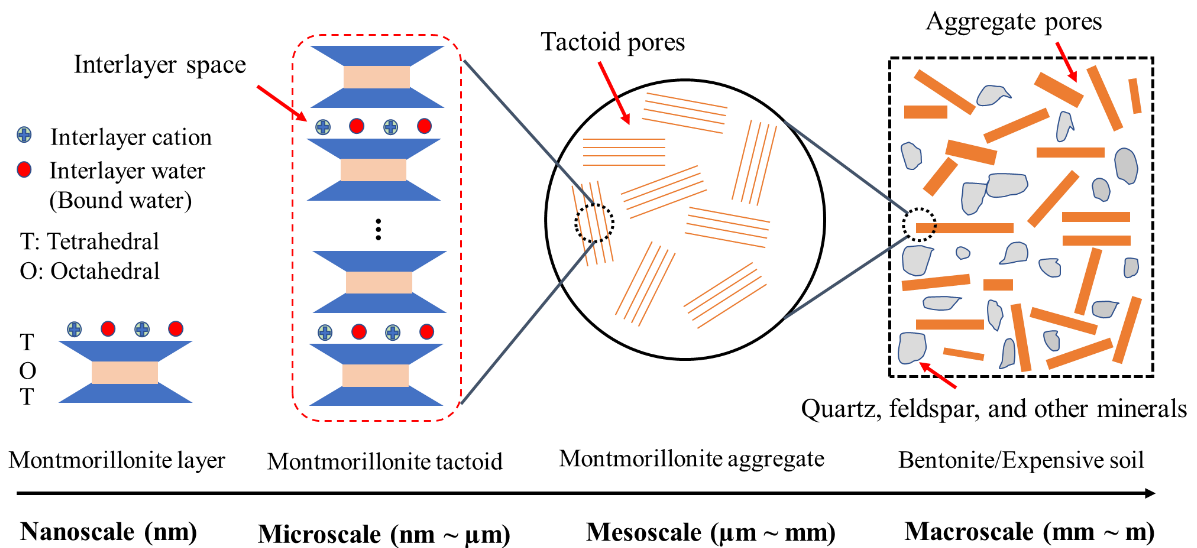 Aggregate pores
Tactoid pores
Interlayer space
Interlayer cation
Interlayer water
(Bound water)
T: Tetrahedral
O: Octahedral
T
O
T
Quartz, feldspar, and other minerals
Montmorillonite layer
Montmorillonite tactoid
Montmorillonite aggregate
Bentonite/Expensive soil
Nanoscale (nm)
Microscale (nm ~ µm)
Mesoscale (µm ~ mm)
Macroscale (mm ~ m)